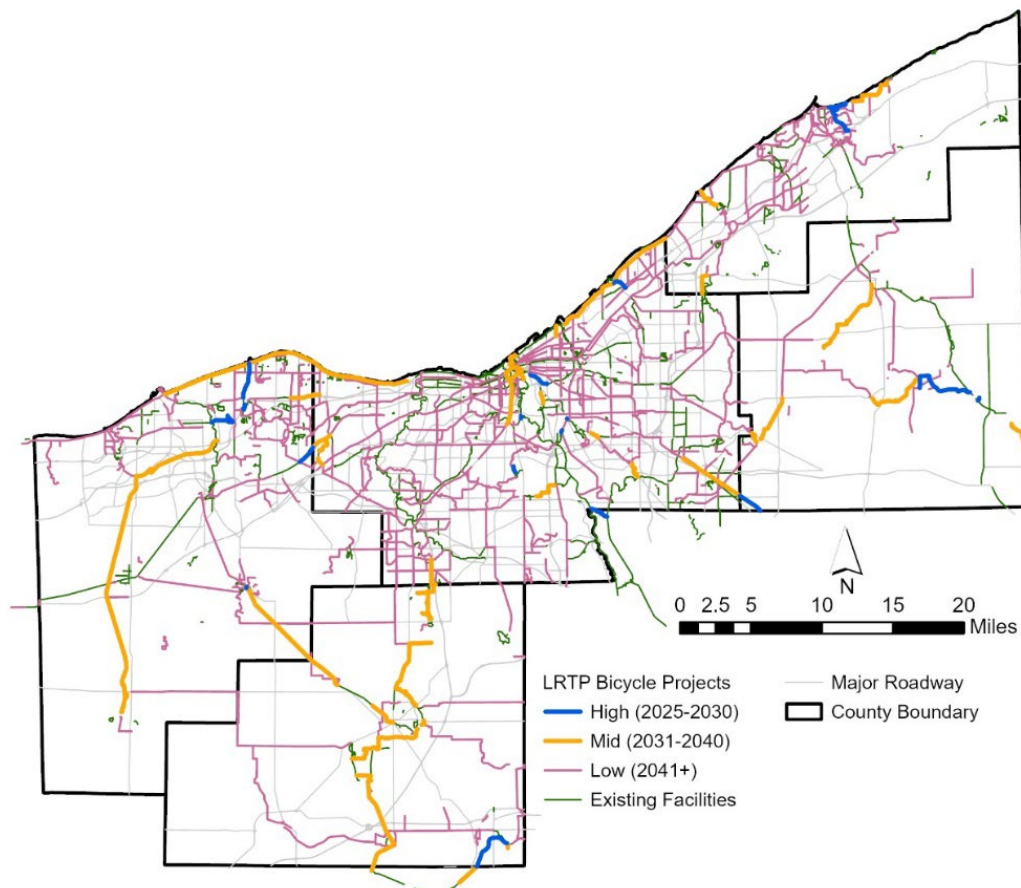 N
0 2.5 5 10 15 20
Miles
LRTP Bicycle Projects
High (2025-2030)
Mid (2031-2040)
Low (2041+)
Existing Facilities
Major Roadway
County Boundary